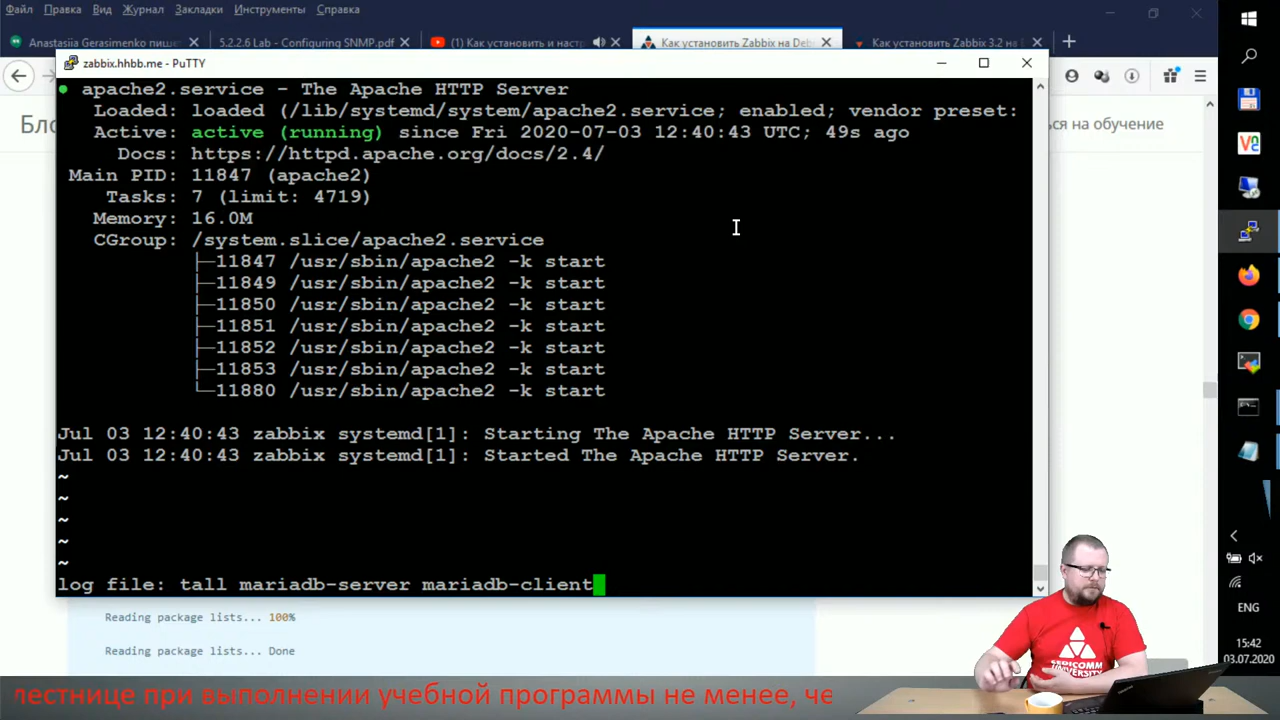 Файл Правка Вид Журнал Закладки Инструменты Справка
Anastasiia Gerasimenko пише
5.2.2.6 Lab - Configuring SNMP.pdf
(1) Как установить и настр
Как установить Zabbix на Deb
Как установить Zabbix 3.2 на
zabbix.hhbb.me - PuTTY
Бло
ься на обучение
● apache2.service - The Apache HTTP Server
Loaded: loaded (/lib/systemd/system/apache2.service; enabled; vendor preset:
Active: active (running) since Fri 2020-07-03 12:40:43 UTC; 49s ago
Docs: https://httpd.apache.org/docs/2.4/
Main PID: 11847 (apache2)
Tasks: 7 (limit: 4719)
Memory: 16.0M
CGroup: /system.slice/apache2.service
├─11847 /usr/sbin/apache2 -k start
├─11849 /usr/sbin/apache2 -k start
├─11850 /usr/sbin/apache2 -k start
├─11851 /usr/sbin/apache2 -k start
├─11852 /usr/sbin/apache2 -k start
├─11853 /usr/sbin/apache2 -k start
└─11880 /usr/sbin/apache2 -k start
Jul 03 12:40:43 zabbix systemd[1]: Starting The Apache HTTP Server...
Jul 03 12:40:43 zabbix systemd[1]: Started The Apache HTTP Server.
~
~
~
~
~
log file: tall mariadb-server mariadb-client
Reading package lists... 100%
Reading package lists... Done
ENG
15:42
03.07.2020
SEDICOMM
UNIVERSITY
лестнице при выполнении учебной программы не менее, че